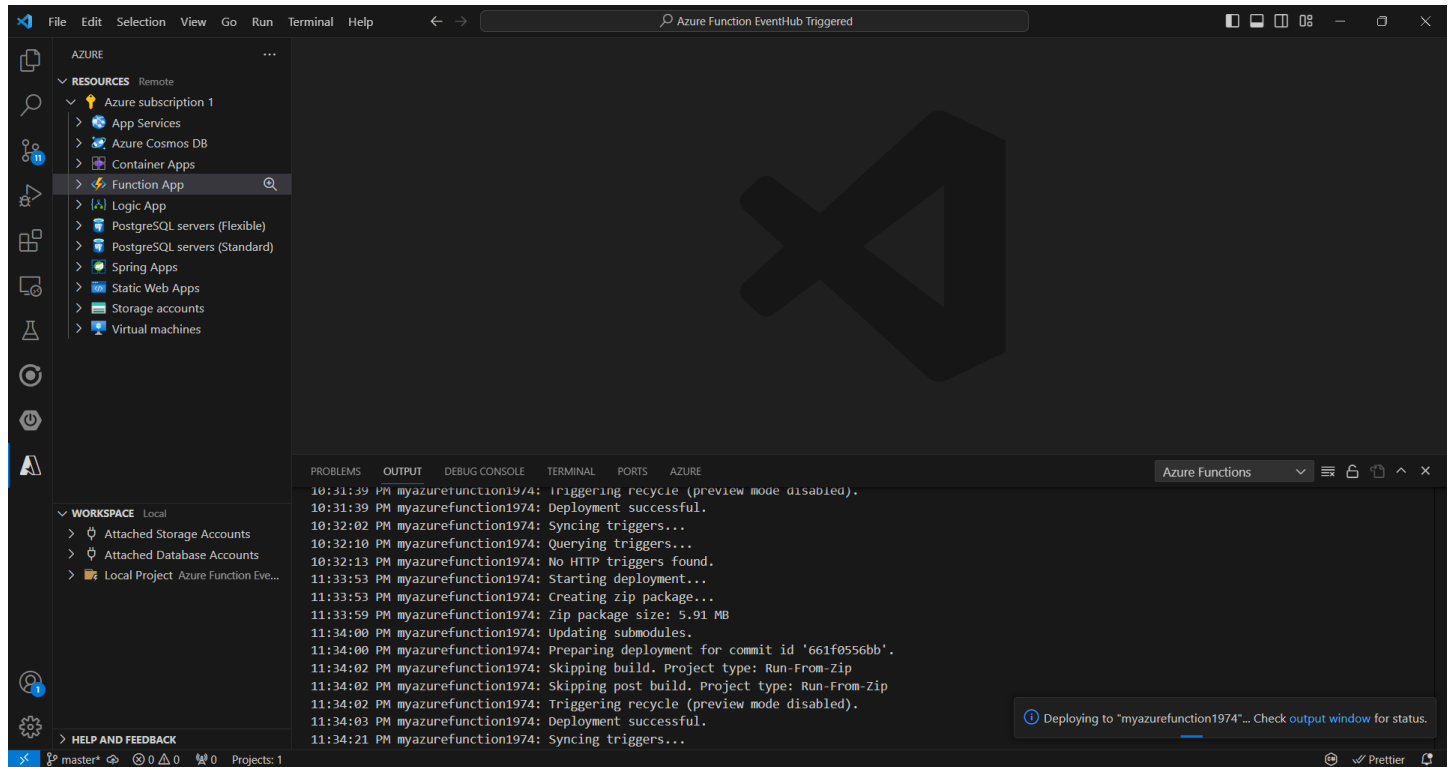 File Edit Selection View Go Run Terminal Help
Azure Function EventHub Triggered
AZURE
RESOURCES Remote
Azure subscription 1
App Services
Azure Cosmos DB
Container Apps
Function App
Logic App
PostgreSQL servers (Flexible)
PostgreSQL servers (Standard)
Spring Apps
Static Web Apps
Storage accounts
Virtual machines
11
WORKSPACE Local
Attached Storage Accounts
Attached Database Accounts
Local Project Azure Function Eve...
1
HELP AND FEEDBACK
PROBLEMS OUTPUT DEBUG CONSOLE TERMINAL PORTS AZURE
Azure Functions
10:31:39 PM myazurefunction1974: Triggering recycle (preview mode disabled).
10:31:39 PM myazurefunction1974: Deployment successful.
10:32:02 PM myazurefunction1974: Syncing triggers...
10:32:10 PM myazurefunction1974: Querying triggers...
10:32:13 PM myazurefunction1974: No HTTP triggers found.
11:33:53 PM myazurefunction1974: Starting deployment...
11:33:53 PM myazurefunction1974: Creating zip package...
11:33:59 PM myazurefunction1974: Zip package size: 5.91 MB
11:34:00 PM myazurefunction1974: Updating submodules.
11:34:00 PM myazurefunction1974: Preparing deployment for commit id '661f0556bb'.
11:34:02 PM myazurefunction1974: Skipping build. Project type: Run-From-Zip
11:34:02 PM myazurefunction1974: Skipping post build. Project type: Run-From-Zip
11:34:02 PM myazurefunction1974: Triggering recycle (preview mode disabled).
11:34:03 PM myazurefunction1974: Deployment successful.
11:34:21 PM myazurefunction1974: Syncing triggers...
Deploying to "myazurefunction1974"... Check output window for status.
master* 0 0 0 Projects: 1
Prettier